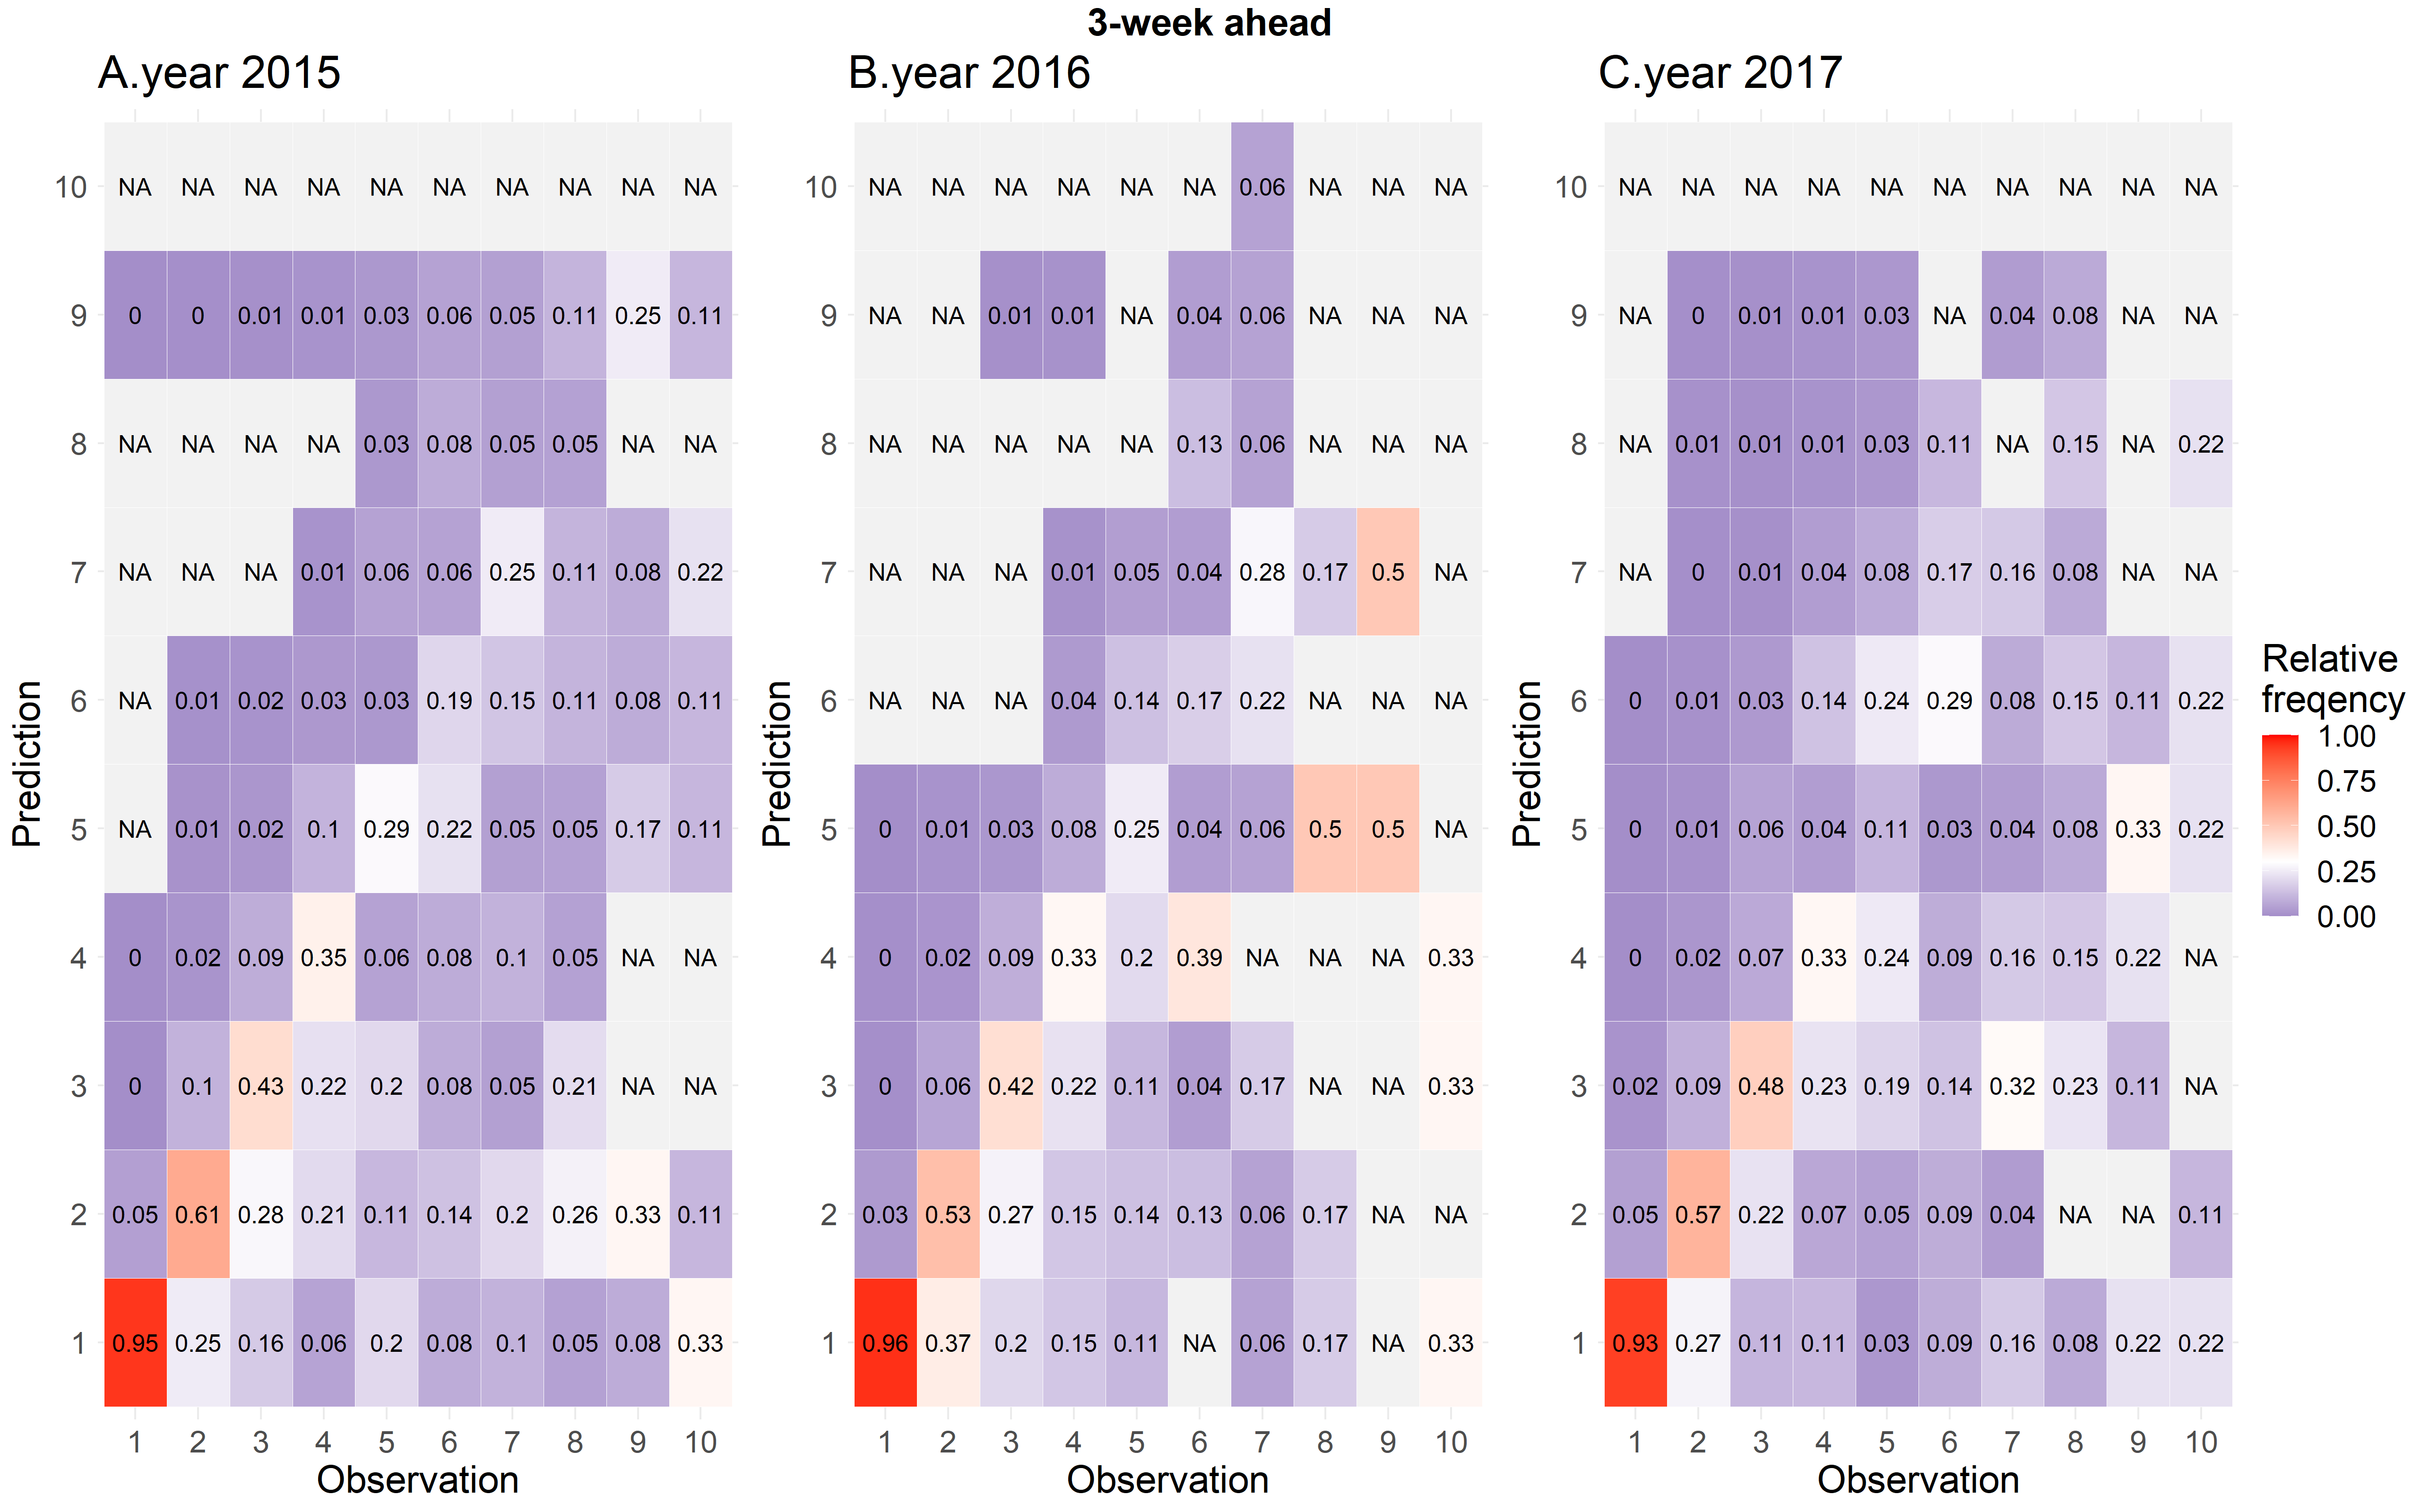 3-week ahead
A.year 2015 B.year 2016 C.year 2017
10 NA NA NA NA NA NA NA NA NA NA 10 NA NA NA NA NA NA 0.06 NA NA NA 10 NA NA NA NA NA NA NA NA NA NA
9 0 0 0.01 0.01 0.03 0.06 0.05 0.11 0.25 0.11 9 NA NA 0.01 0.01 NA 0.04 0.06 NA NA NA 9 NA 0 0.01 0.01 0.03 NA 0.04 0.08 NA NA
8 NA NA NA NA 0.03 0.08 0.05 0.05 NA NA 8 NA NA NA NA NA 0.13 0.06 NA NA NA 8 NA 0.01 0.01 0.01 0.03 0.11 NA 0.15 NA 0.22
7 NA NA NA 0.01 0.06 0.06 0.25 0.11 0.08 0.22 7 NA NA NA 0.01 0.05 0.04 0.28 0.17 0.5 NA 7 NA 0 0.01 0.04 0.08 0.17 0.16 0.08 NA NA
6 NA 0.01 0.02 0.03 0.03 0.19 0.15 0.11 0.08 0.11 6 NA NA NA 0.04 0.14 0.17 0.22 NA NA NA 6 0 0.01 0.03 0.14 0.24 0.29 0.08 0.15 0.11 0.22
5 NA 0.01 0.02 0.1 0.29 0.22 0.05 0.05 0.17 0.11 5 0 0.01 0.03 0.08 0.25 0.04 0.06 0.5 0.5 NA 5 0 0.01 0.06 0.04 0.11 0.03 0.04 0.08 0.33 0.22
4 0 0.02 0.09 0.35 0.06 0.08 0.1 0.05 NA NA 4 0 0.02 0.09 0.33 0.2 0.39 NA NA NA 0.33 4 0 0.02 0.07 0.33 0.24 0.09 0.16 0.15 0.22 NA
3 0 0.1 0.43 0.22 0.2 0.08 0.05 0.21 NA NA 3 0 0.06 0.42 0.22 0.11 0.04 0.17 NA NA 0.33 3 0.02 0.09 0.48 0.23 0.19 0.14 0.32 0.23 0.11 NA
2 0.05 0.61 0.28 0.21 0.11 0.14 0.2 0.26 0.33 0.11 2 0.03 0.53 0.27 0.15 0.14 0.13 0.06 0.17 NA NA 2 0.05 0.57 0.22 0.07 0.05 0.09 0.04 NA NA 0.11
1 0.95 0.25 0.16 0.06 0.2 0.08 0.1 0.05 0.08 0.33 1 0.96 0.37 0.2 0.15 0.11 NA 0.06 0.17 NA 0.33 1 0.93 0.27 0.11 0.11 0.03 0.09 0.16 0.08 0.22 0.22
1 2 3 4 5 6 7 8 9 10 1 2 3 4 5 6 7 8 9 10 1 2 3 4 5 6 7 8 9 10
Observation Observation Observation
Prediction
Prediction
Prediction
Relative
freqency
1.00
0.75
0.50
0.25
0.00